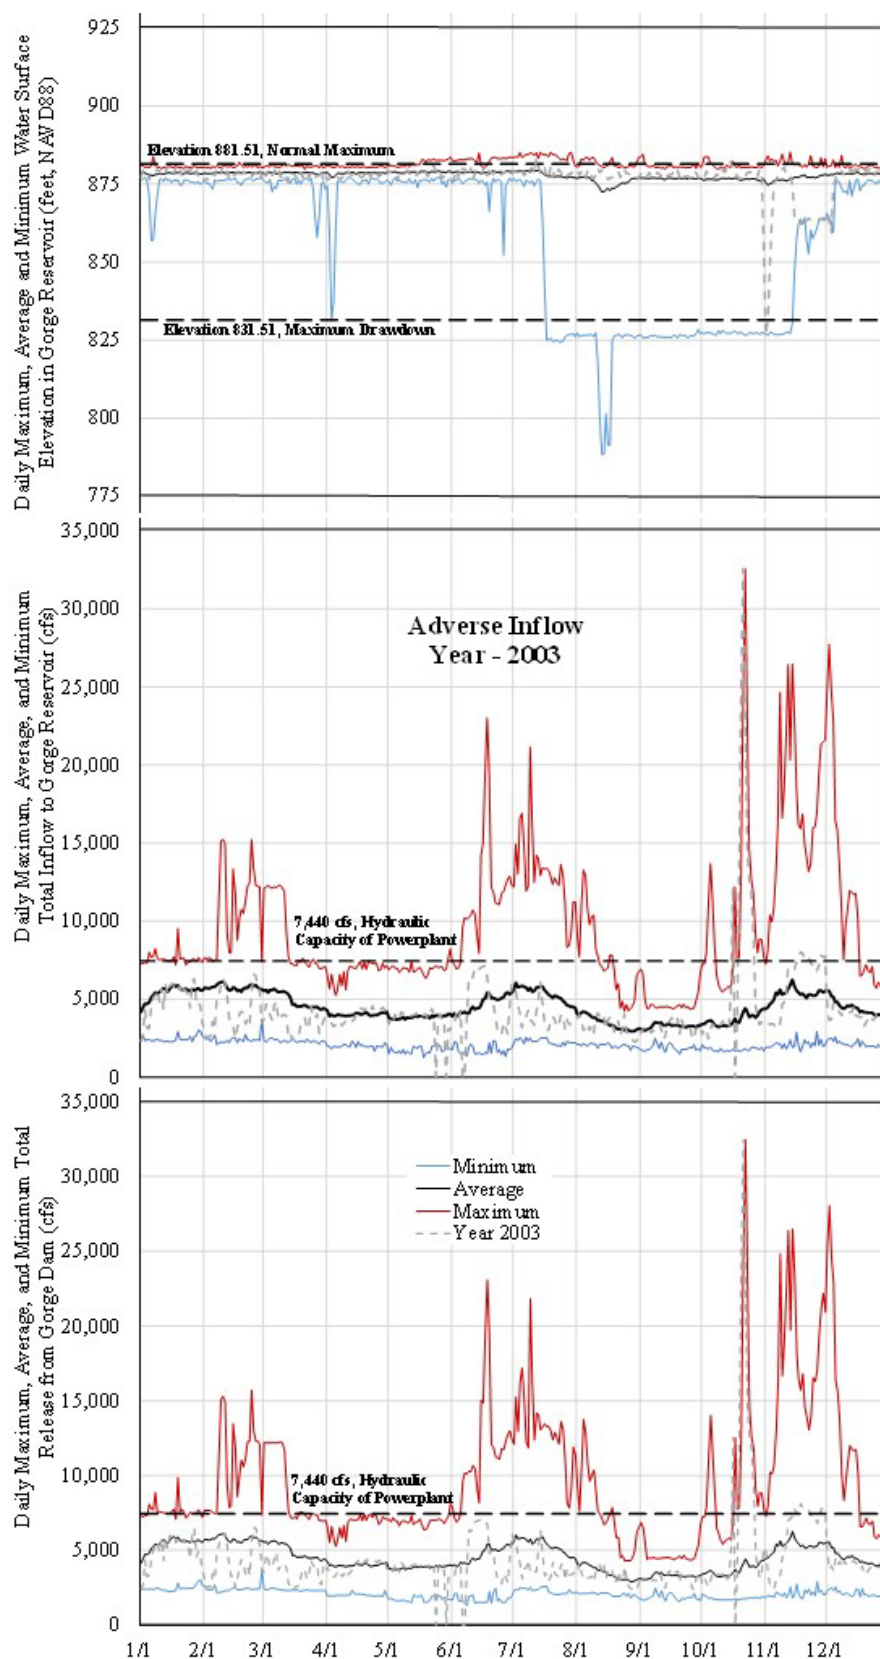 Daily Maximum, Average and Minimum Water Surface
Elevation in Gorge Reservoir (feet, NAVD88)
925
900
875
850
825
800
775
Elevation 881.51, Normal Maximum
Elevation 831.51, Maximum Drawdown
Daily Maximum, Average, and Minimum
Total Inflow to Gorge Reservoir (cfs)
35,000
30,000
25,000
20,000
15,000
10,000
5,000
0
Adverse Inflow
Year - 2003
7,440 cfs, Hydraulic
Capacity of Powerplant
Daily Maximum, Average, and Minimum Total
Release from Gorge Dam (cfs)
35,000
30,000
25,000
20,000
15,000
10,000
5,000
0
Minimum
Average
Maximum
Year 2003
7,440 cfs, Hydraulic
Capacity of Powerplant
1/1 2/1 3/1 4/1 5/1 6/1 7/1 8/1 9/1 10/1 11/1 12/1